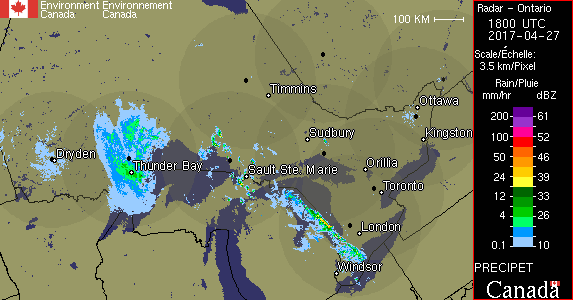 Environment Environnement
Canada Canada
100 KM
Timmins
Ottawa
Sudbury
Kingston
Dryden
Thunder Bay
Sault Ste. Marie
Orillia
Toronto
London
Windsor
Radar - Ontario
1800 UTC
2017-04-27
Scale/Échelle:
3.5 km/Pixel
Rain/Pluie
mm/hr dBZ
200 61
100 52
50 46
24 39
12 33
4 26
0.1 10
PRECIPET
Canada